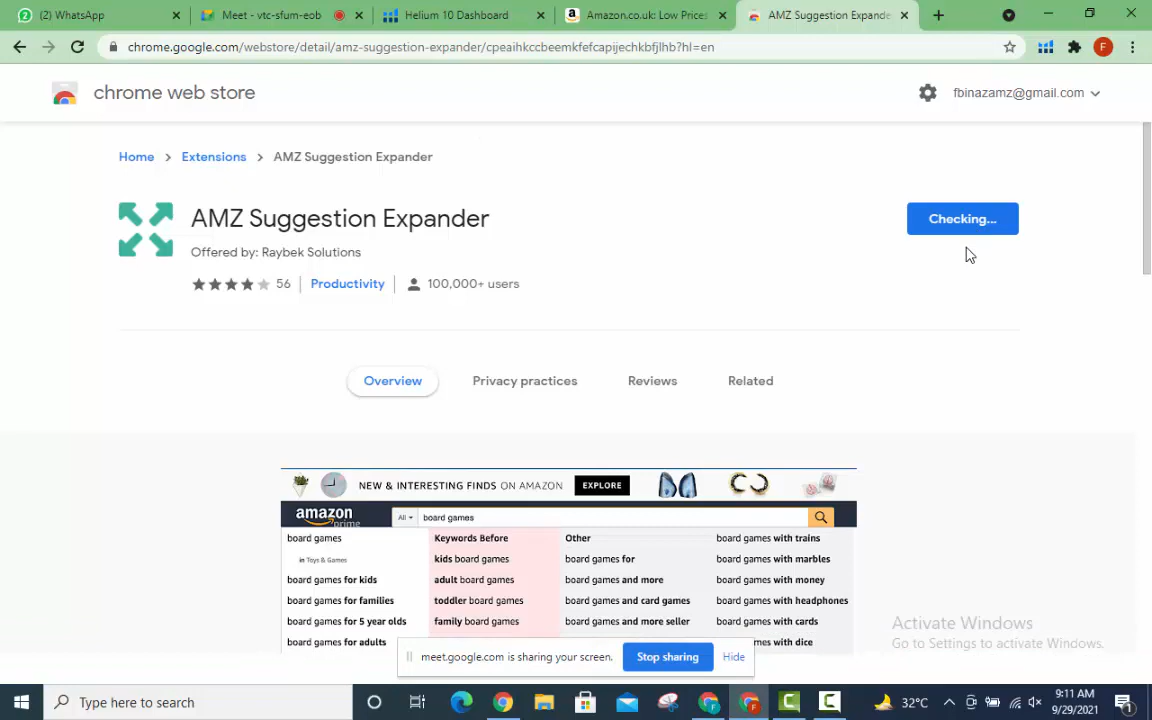 (2) WhatsApp
Meet - vtc-sfum-eob
Helium 10 Dashboard
Amazon.co.uk: Low Prices
AMZ Suggestion Expande
chrome.google.com/webstore/detail/amz-suggestion-expander/cpeaihkccbeemkfefcapijechkbfjlhb?hl=en
F
chrome web store
fbinazamz@gmail.com
Home > Extensions > AMZ Suggestion Expander
AMZ Suggestion Expander
Checking...
Offered by: Raybek Solutions
56 | Productivity | 100,000+ users
Overview
Privacy practices
Reviews
Related
NEW & INTERESTING FINDS ON AMAZON EXPLORE
amazon prime
All board games
board games
in Toys & Games
board games for kids
board games for families
board games for 5 year olds
board games for adults
Keywords Before
kids board games
adult board games
toddler board games
family board games
Other
board games for
board games and more
board games and card games
board games and more seller
board games with trains
board games with marbles
board games with money
board games with headphones
board games with cards
mes with dice
Activate Windows
Go to Settings to activate Windows.
meet.google.com is sharing your screen.
Stop sharing
Hide
Type here to search
32°C
9:11 AM
9/29/2021
1